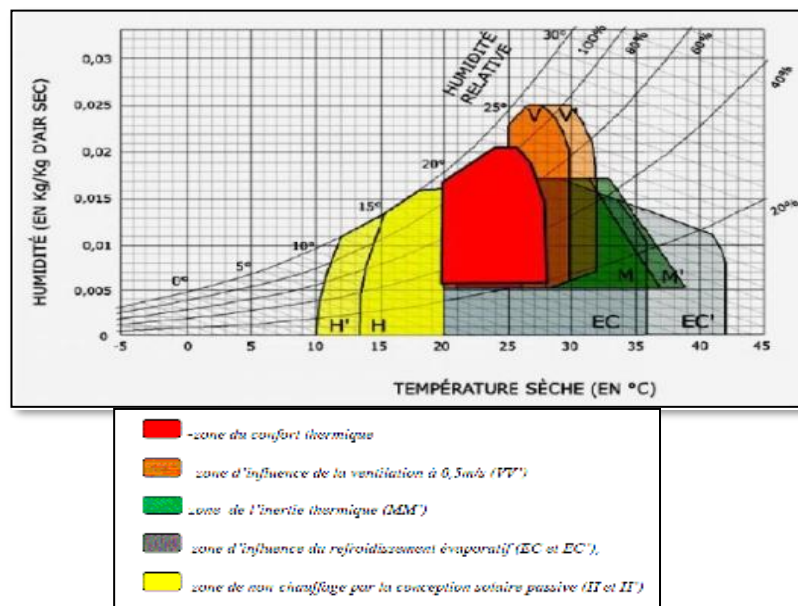 HUMIDITÉ (EN Kg/Kg D'AIR SEC)
0,03
0,025
0,02
0,015
0,01
0,005
0
HUMIDITÉ
RELATIVE
30°
100%
80%
60%
40%
20%
25°
20°
15°
10°
5°
0°
V
V'
M
M'
H'
H
EC
EC'
-5
0
10
15
20
25
30
35
40
45
TEMPÉRATURE SÈCHE (EN °C)
-zone du confort thermique
zone d'influence de la ventilation à 0,5m/s (VV')
zone de l'inertie thermique (MM')
zone d'influence du refroidissement évaporatif (EC et EC'),
zone de non chauffage par la conception solaire passive (H et H')